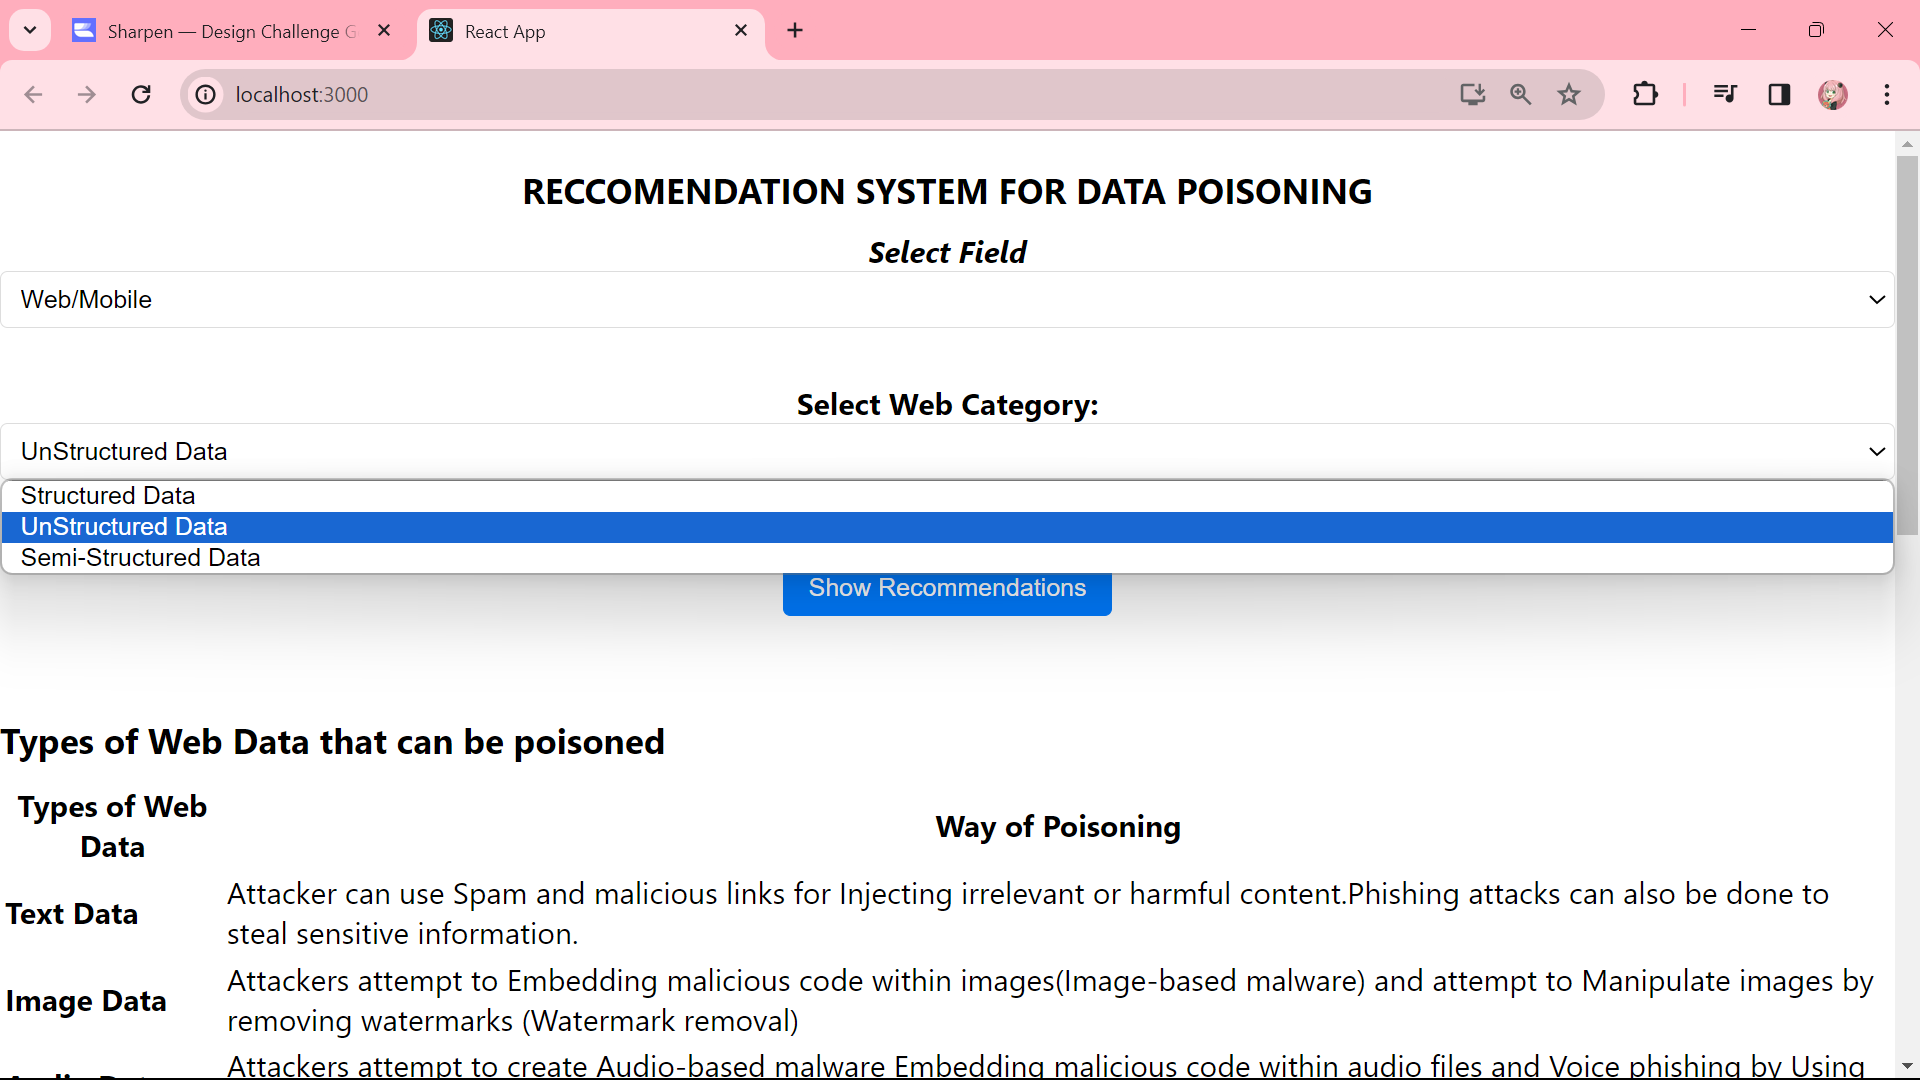 Sharpen — Design Challenge G
React App
localhost:3000
RECCOMENDATION SYSTEM FOR DATA POISONING
Select Field
Web/Mobile
Select Web Category:
UnStructured Data
Structured Data
UnStructured Data
Semi-Structured Data
Show Recommendations
Types of Web Data that can be poisoned
Types of Web
Data
Way of Poisoning
Text Data
Attacker can use Spam and malicious links for Injecting irrelevant or harmful content.Phishing attacks can also be done to
steal sensitive information.
Image Data
Attackers attempt to Embedding malicious code within images(Image-based malware) and attempt to Manipulate images by
removing watermarks (Watermark removal)
Attackers attempt to create Audio-based malware Embedding malicious code within audio files and Voice phishing by Using